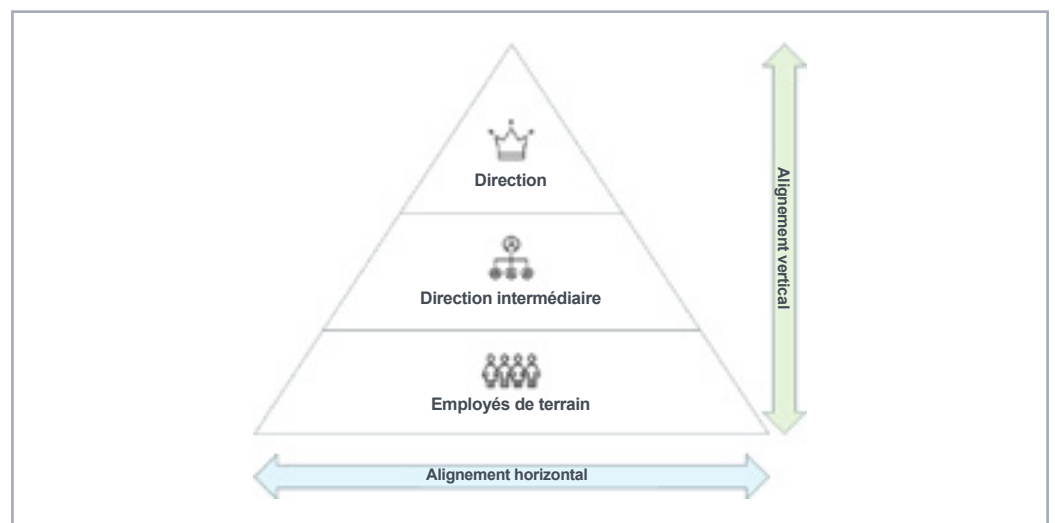 Direction
Alignement vertical
Direction intermédiaire
Employés de terrain
Alignement horizontal